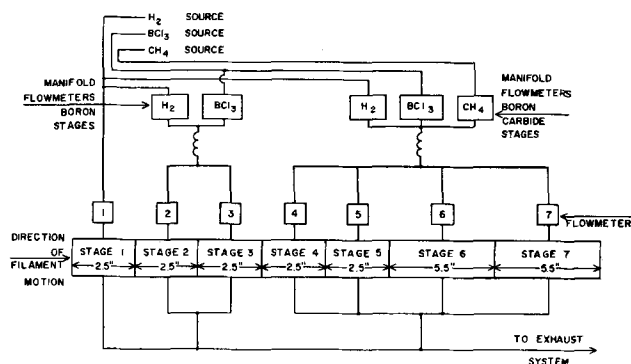 H2 SOURCE
BCl3 SOURCE
CH4 SOURCE
MANIFOLD
FLOWMETERS
BORON
STAGES
H2
BCl3
H2
BCl3
CH4
MANIFOLD
FLOWMETERS
BORON
CARBIDE
STAGES
1
2
3
4
5
6
7
FLOWMETER
DIRECTION
OF
FILAMENT
MOTION
STAGE 1
2.5"
STAGE 2
2.5"
STAGE 3
2.5"
STAGE 4
2.5"
STAGE 5
2.5"
STAGE 6
5.5"
STAGE 7
5.5"
TO EXHAUST
SYSTEM